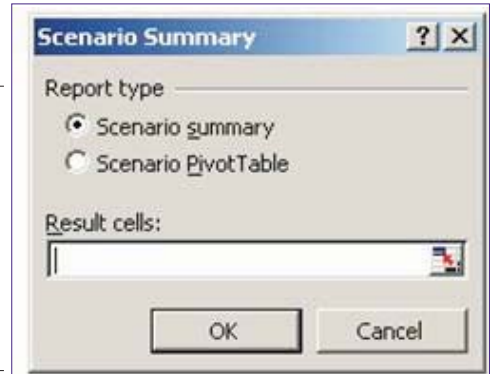 Scenario Summary
Report type
Scenario summary
Scenario PivotTable
Result cells:
OK Cancel